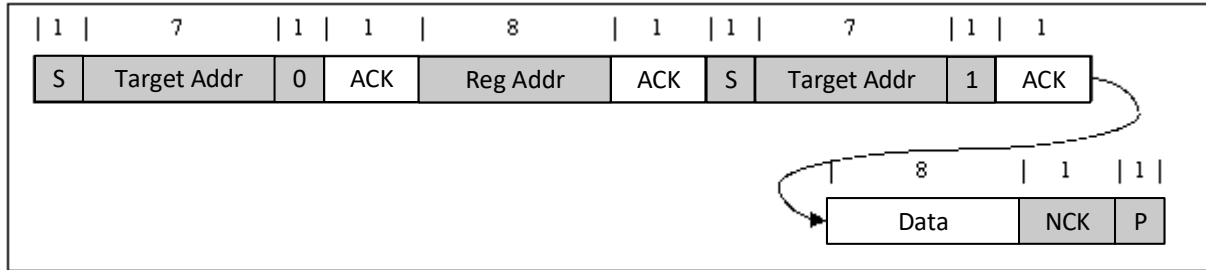 | 1 | 7 | 1 | 1 | 8 | 1 | 1 | 7 | 1 | 1
S Target Addr 0 ACK Reg Addr ACK S Target Addr 1 ACK
| 8 | 1 | 1 |
Data NCK P